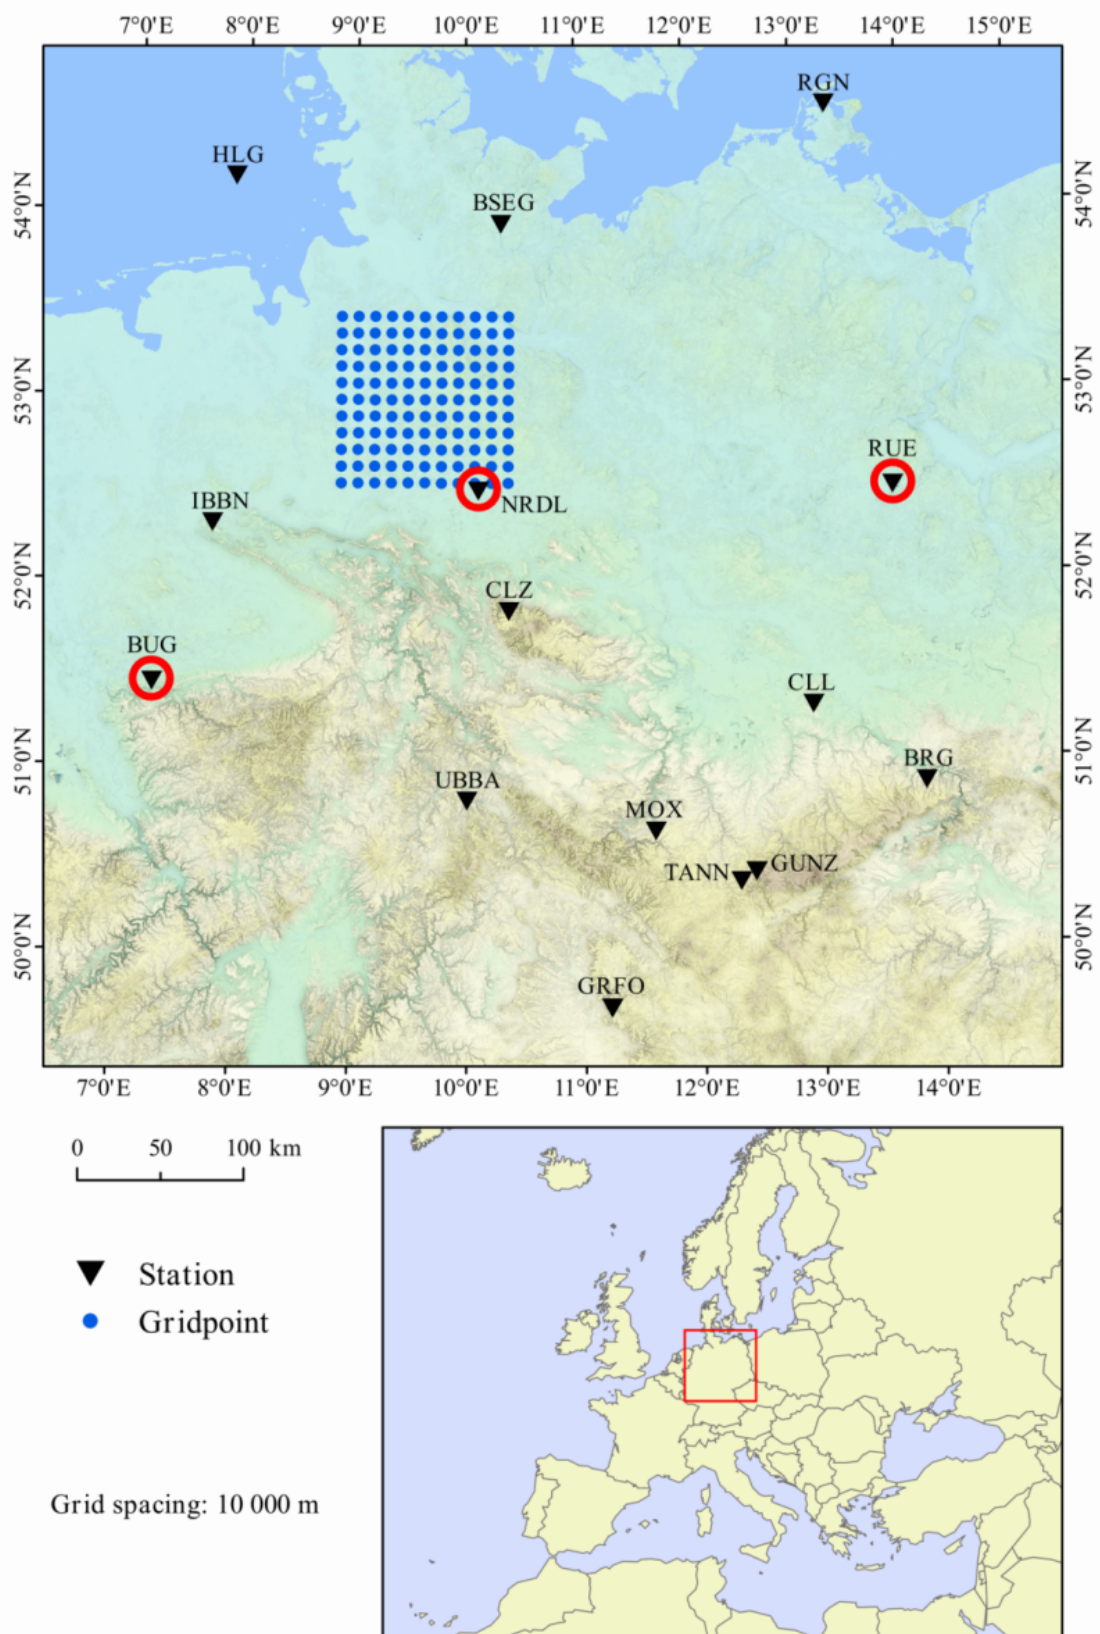 7°0'E 8°0'E 9°0'E 10°0'E 11°0'E 12°0'E 13°0'E 14°0'E 15°0'E
RGN
HLG
54°0'N
54°0'N
BSEG
53°0'N
53°0'N
RUE
IBBN
NRDL
52°0'N
52°0'N
CLZ
BUG
CLL
51°0'N
51°0'N
BRG
UBBA
MOX
TANN
GUNZ
50°0'N
50°0'N
GRFO
7°0'E 8°0'E 9°0'E 10°0'E 11°0'E 12°0'E 13°0'E 14°0'E
0 50 100 km
Station
Gridpoint
Grid spacing: 10 000 m